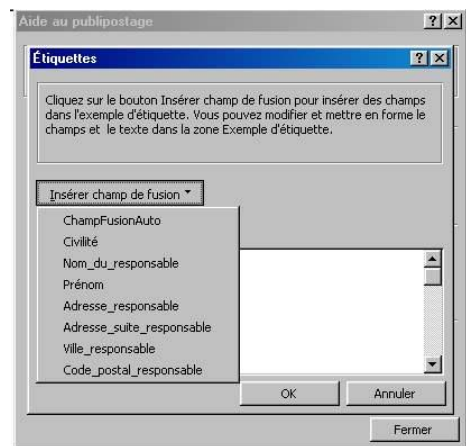 Aide au publipostage
Étiquettes
Cliquez sur le bouton Insérer champ de fusion pour insérer des champs
dans l'exemple d'étiquette. Vous pouvez modifier et mettre en forme le
champs et le texte dans la zone Exemple d'étiquette.
Insérer champ de fusion
ChampFusionAuto
Civilité
Nom_du_responsable
Prénom
Adresse_responsable
Adresse_suite_responsable
Ville_responsable
Code_postal_responsable
OK
Annuler
Fermer